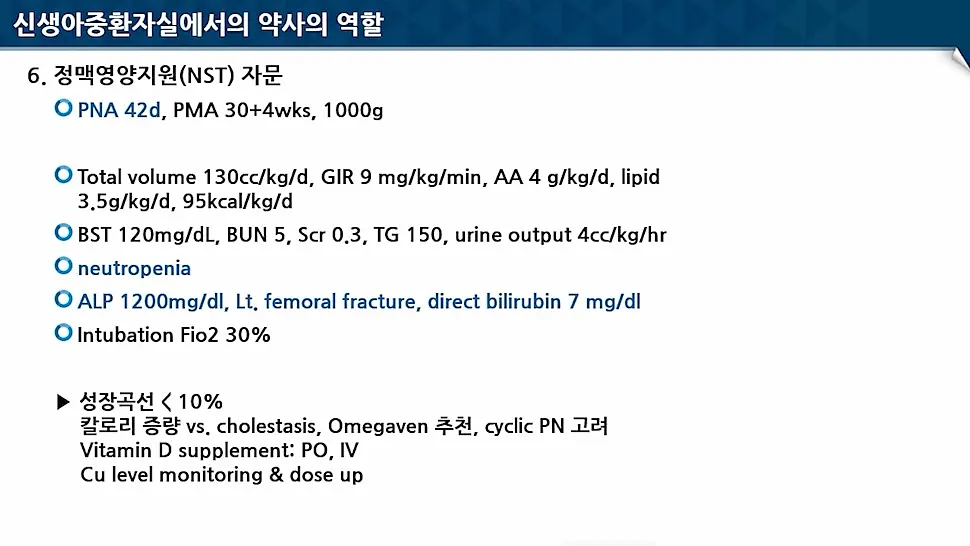 신생아중환자실에서의 약사의 역할
6. 정맥영양지원(NST) 자문
PNA 42d, PMA 30+4wks, 1000g
Total volume 130cc/kg/d, GIR 9 mg/kg/min, AA 4 g/kg/d, lipid
3.5g/kg/d, 95kcal/kg/d
BST 120mg/dL, BUN 5, Scr 0.3, TG 150, urine output 4cc/kg/hr
neutropenia
ALP 1200mg/dl, Lt. femoral fracture, direct bilirubin 7 mg/dl
Intubation Fio2 30%
▶ 성장곡선 < 10%
칼로리 증량 vs. cholestasis, Omegaven 추천, cyclic PN 고려
Vitamin D supplement: PO, IV
Cu level monitoring & dose up